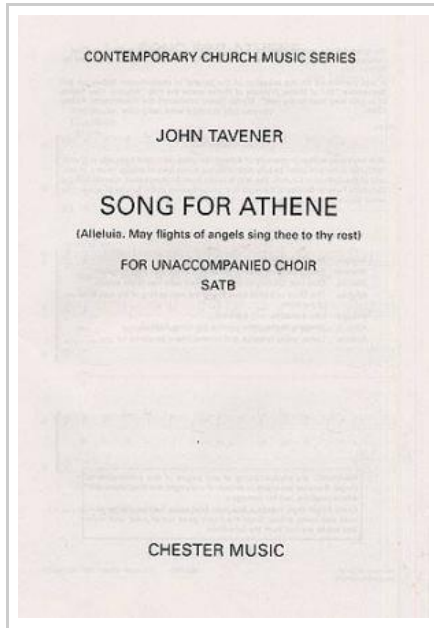 CONTEMPORARY CHURCH MUSIC SERIES
JOHN TAVENER
SONG FOR ATHENE
(Alleluia. May flights of angels sing thee to thy rest)
FOR UNACCOMPANIED CHOIR
SATB
CHESTER MUSIC